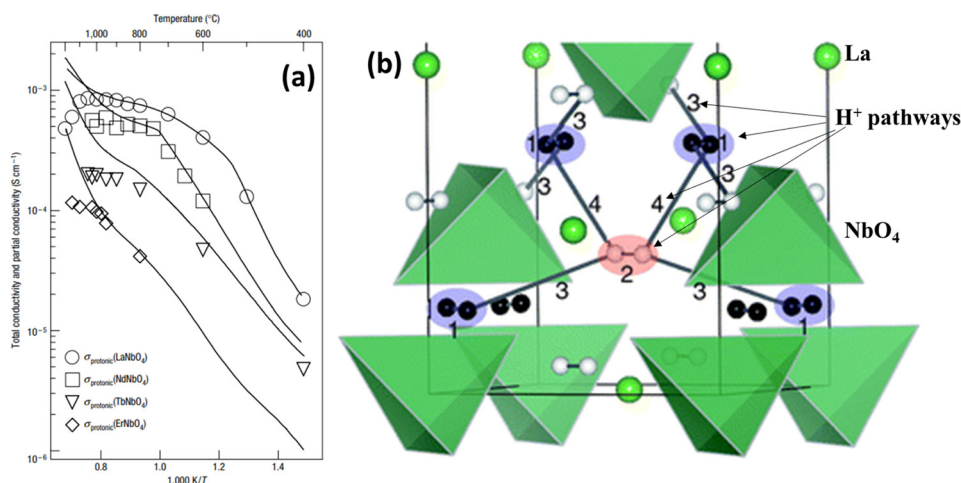 Temperature (°C)
1,000 800 600 400
(a)
Total conductivity and partial conductivity (S cm⁻¹)
10⁻³
10⁻⁴
10⁻⁵
10⁻⁶
σprotonic(LaNbO₄)
σprotonic(NdNbO₄)
σprotonic(TbNbO₄)
σprotonic(ErNbO₄)
0.8 1.0 1.2 1.4
1,000 K/T
(b)
La
H⁺ pathways
NbO₄
3
3
1
1
3
3
4
4
2
3
3
1
1